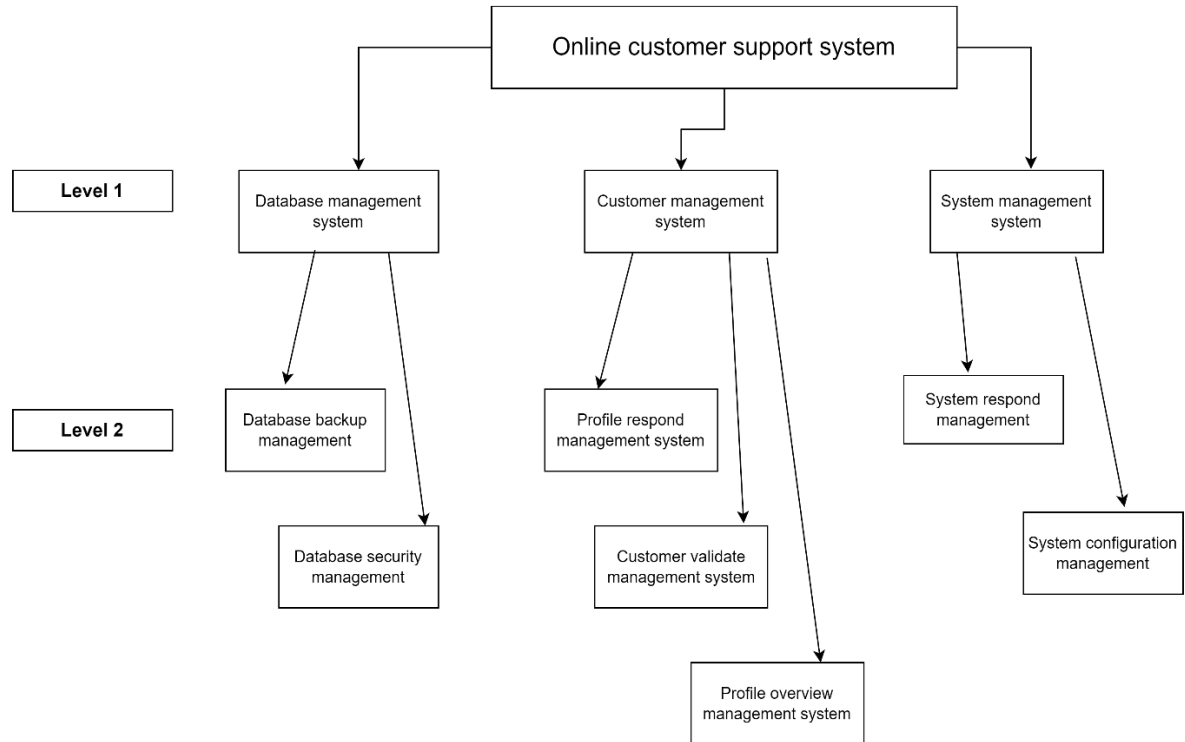 Online customer support system
Level 1
Database management
system
Customer management
system
System management
system
Level 2
Database backup
management
Profile respond
management system
System respond
management
Database security
management
Customer validate
management system
System configuration
management
Profile overview
management system